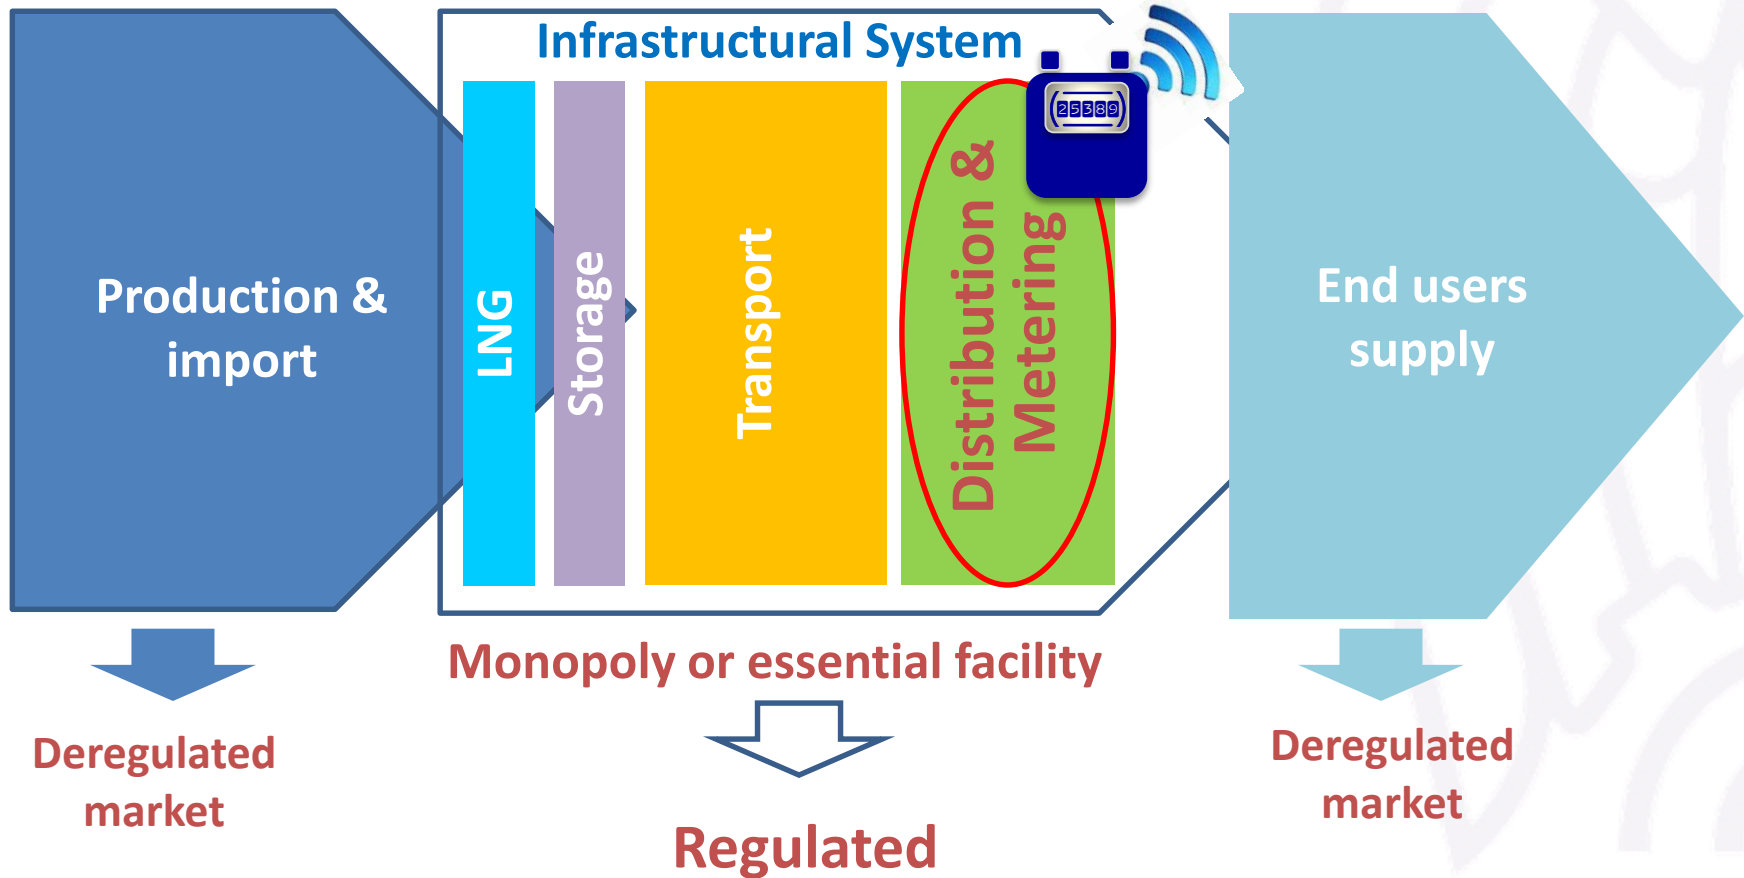 Infrastructural System
25389
Production &
import
LNG
Storage
Transport
Distribution &
Metering
End users
supply
Monopoly or essential facility
Deregulated
market
Regulated
Deregulated
market